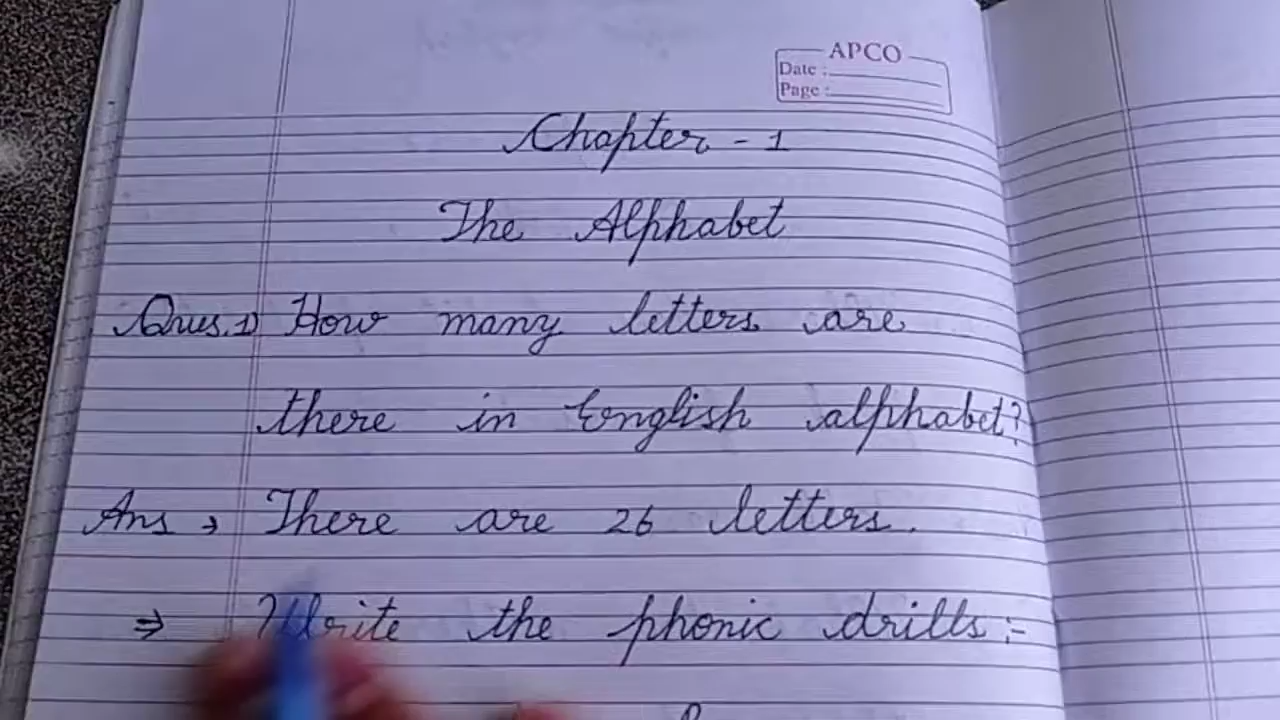 APCO
Date :
Page :
Chapter - 1
The Alphabet
Ques.1) How many letters are
there in English alphabet?
Ans → There are 26 letters.
⇒ Write the phonic drills :-